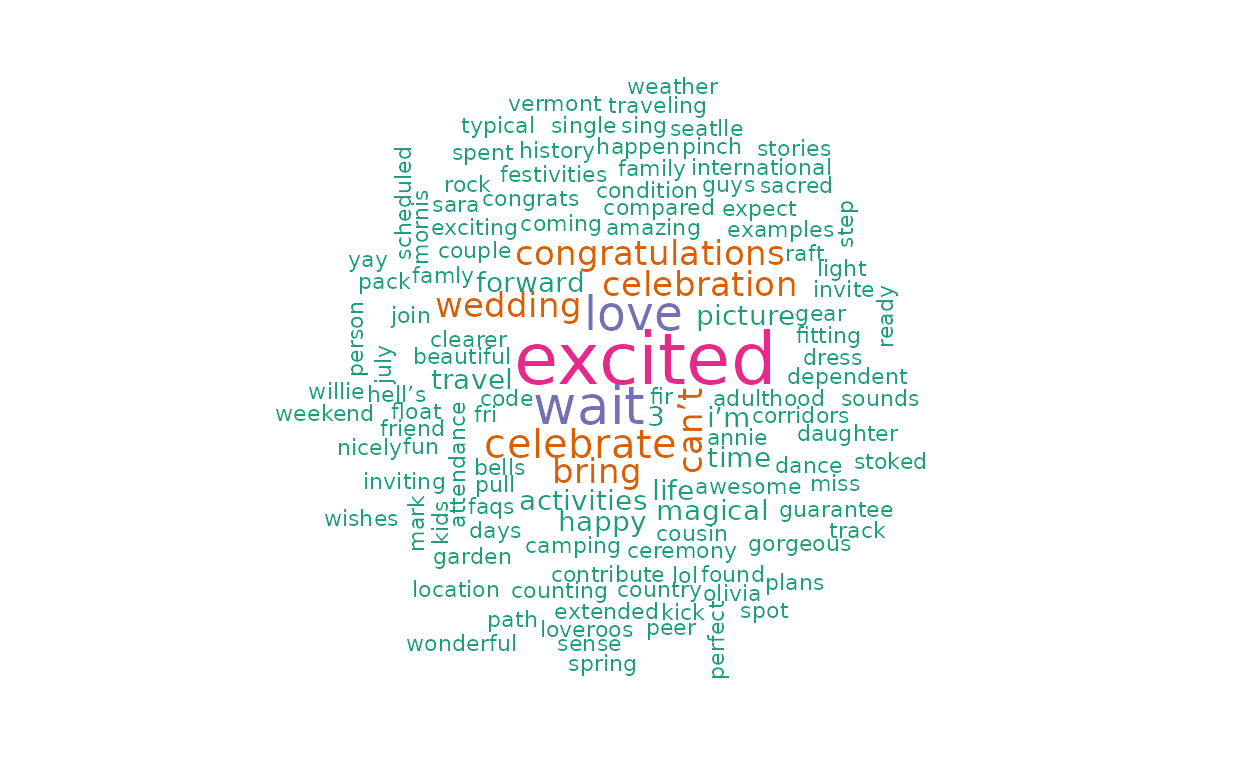 weather
vermont traveling
typical single sing seatlle
spent history happen pinch stories
scheduled
festivities family international
rock condition guys sacred
mornis
sara congrats compared expect
step
exciting coming amazing examples
couple congratulations raft
yay
pack famly forward celebration light
invite
join wedding love picture gear
ready
person
clearer excited fitting
july
beautiful dress
travel dependent
willie hell’s code wait fir adulthood sounds
weekend float fri 3 can’t i’m corridors
friend annie daughter
nicely fun celebrate time dance stoked
attendance
bells bring
inviting pull life awesome miss
activities magical guarantee
wishes mark kids faqs happy track
days cousin
garden camping ceremony gorgeous
contribute lol found plans
location counting country olivia
extended kick spot
path loveroos peer perfect
wonderful sense
spring